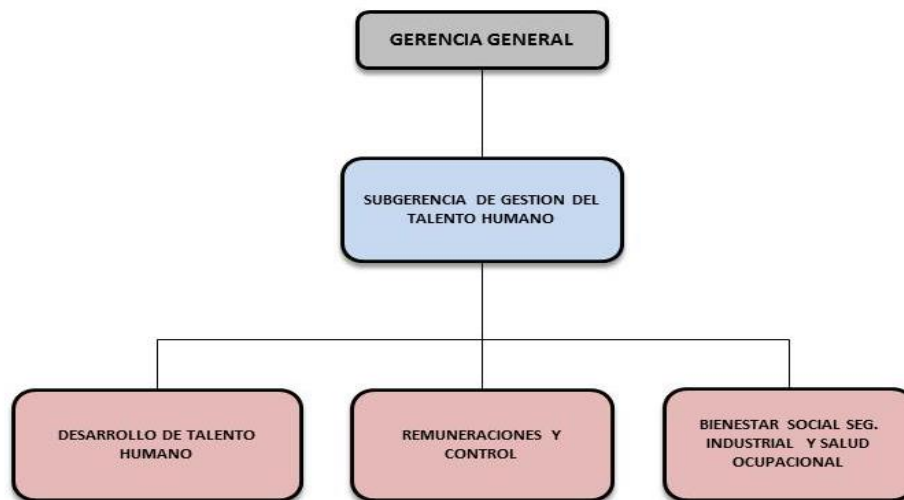 GERENCIA GENERAL
SUBGERENCIA DE GESTION DEL
TALENTO HUMANO
DESARROLLO DE TALENTO
HUMANO
REMUNERACIONES Y
CONTROL
BIENESTAR SOCIAL SEG.
INDUSTRIAL Y SALUD
OCUPACIONAL